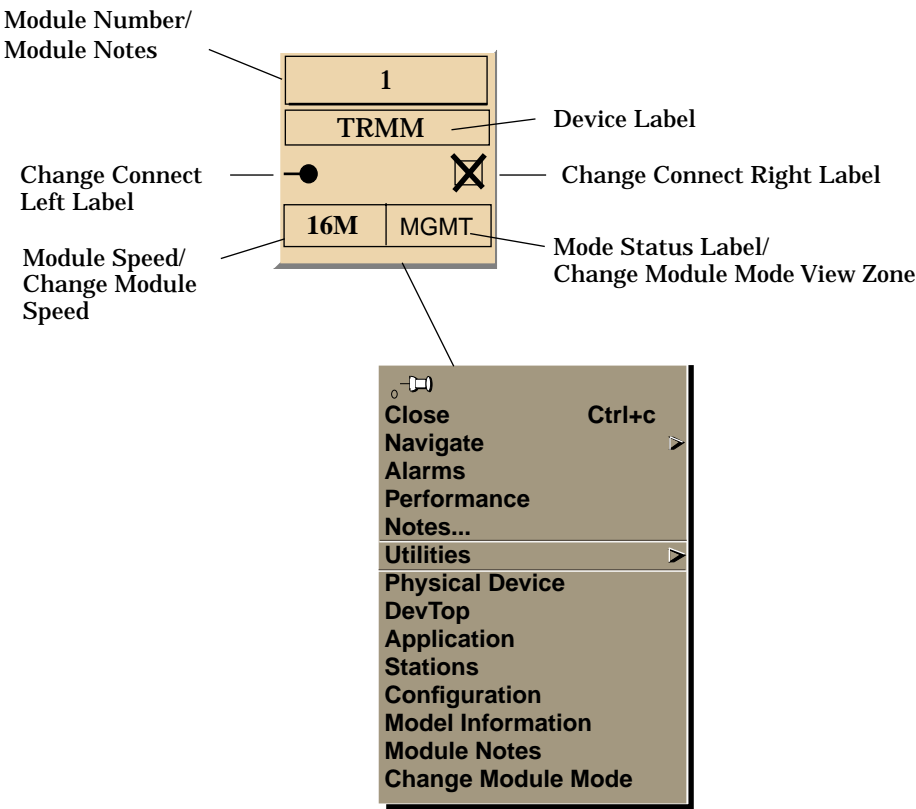 Module Number/
Module Notes
1
TRMM
Device Label
Change Connect
Left Label
Change Connect Right Label
16M
MGMT
Module Speed/
Change Module
Speed
Mode Status Label/
Change Module Mode View Zone
0
Close Ctrl+c
Navigate
Alarms
Performance
Notes...
Utilities
Physical Device
DevTop
Application
Stations
Configuration
Model Information
Module Notes
Change Module Mode